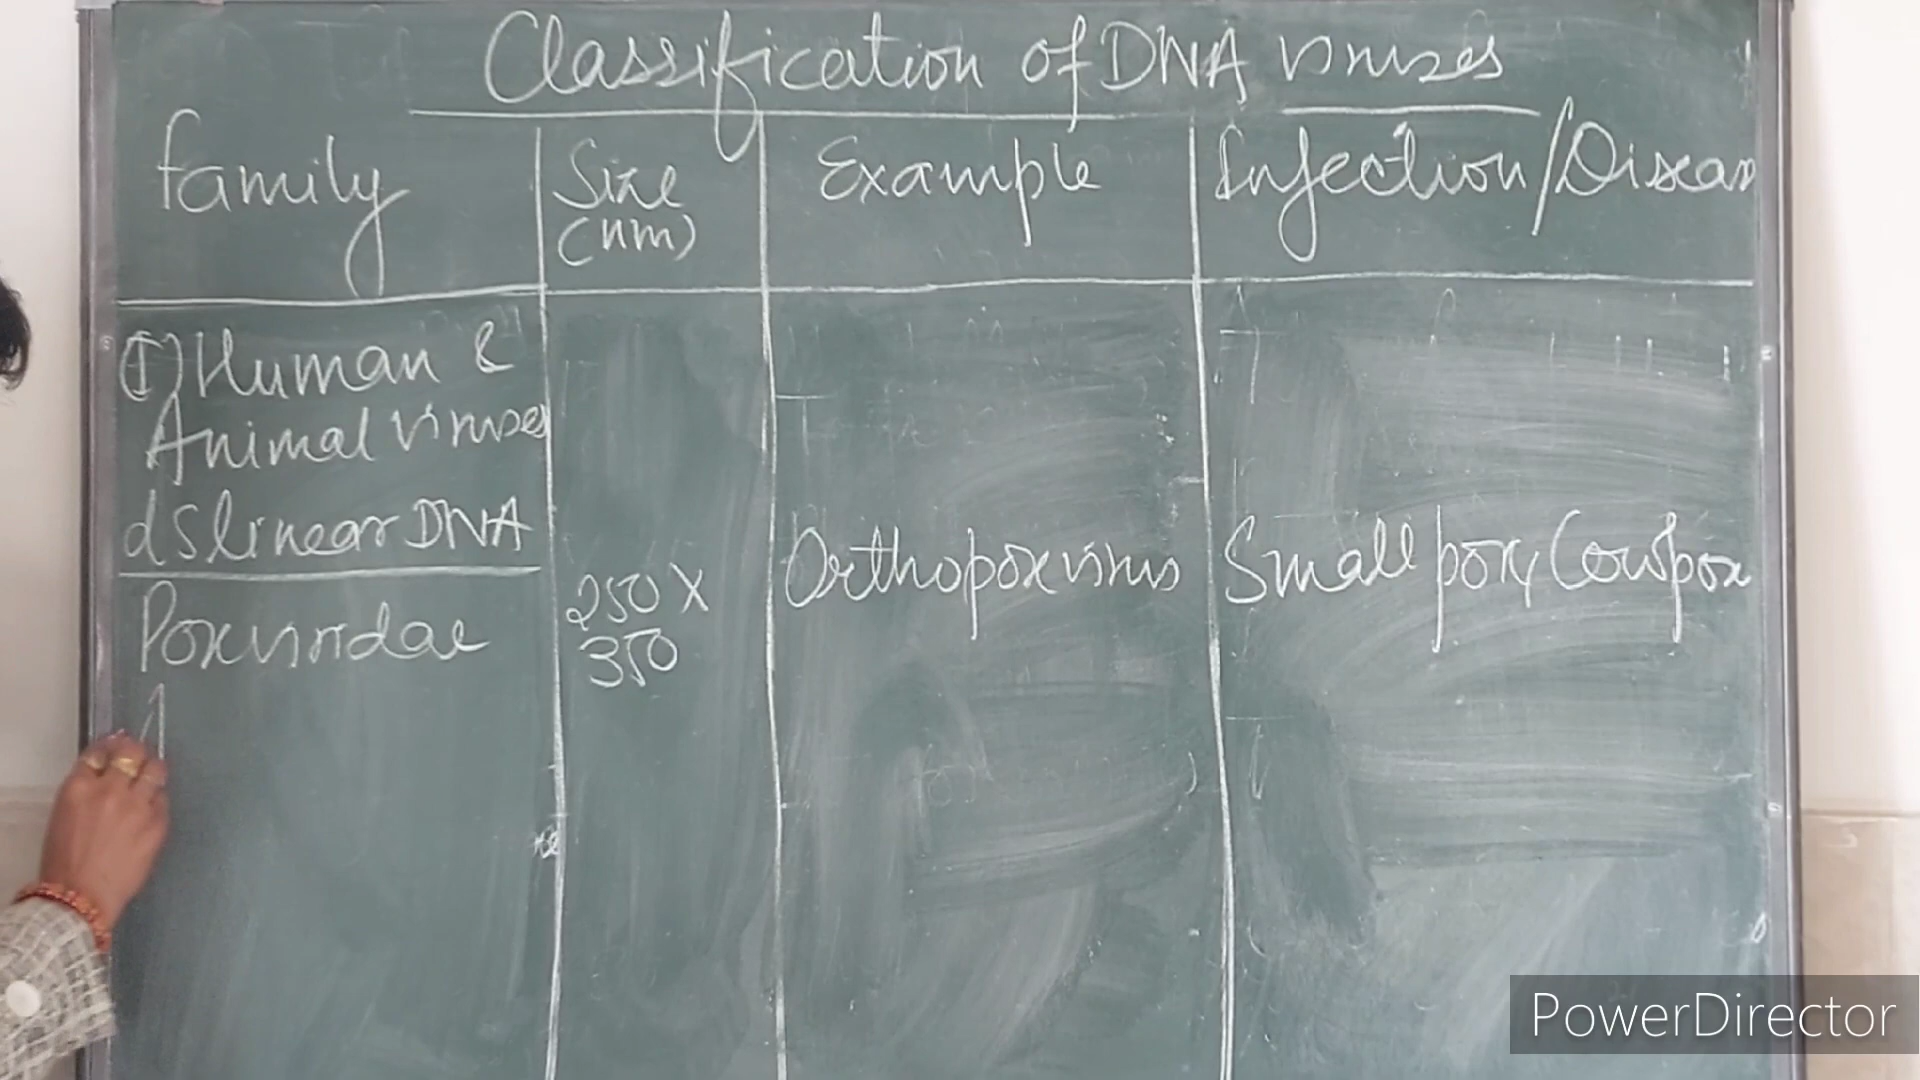 Classification of DNA viruses
Family
Size
(nm)
Example
Infection/Diseas
(I) Human &
Animal viruses
dS linear DNA
Poxviridae
250 X
350
Orthopoxvirus
Small pox, Cowpox
PowerDirector